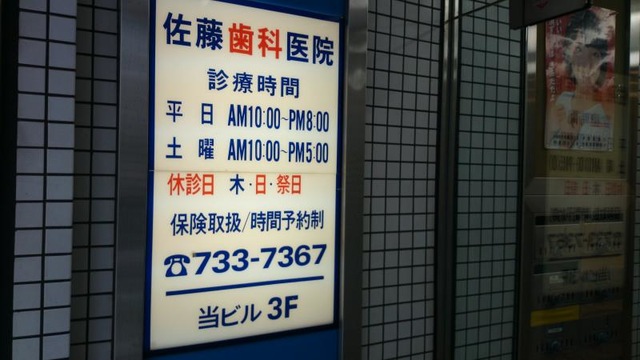 佐藤歯科医院
診療時間
平日 AM10:00~PM8:00
土曜 AM10:00~PM5:00
休診日 木・日・祭日
保険取扱/時間予約制
☎733-7367
当ビル 3F